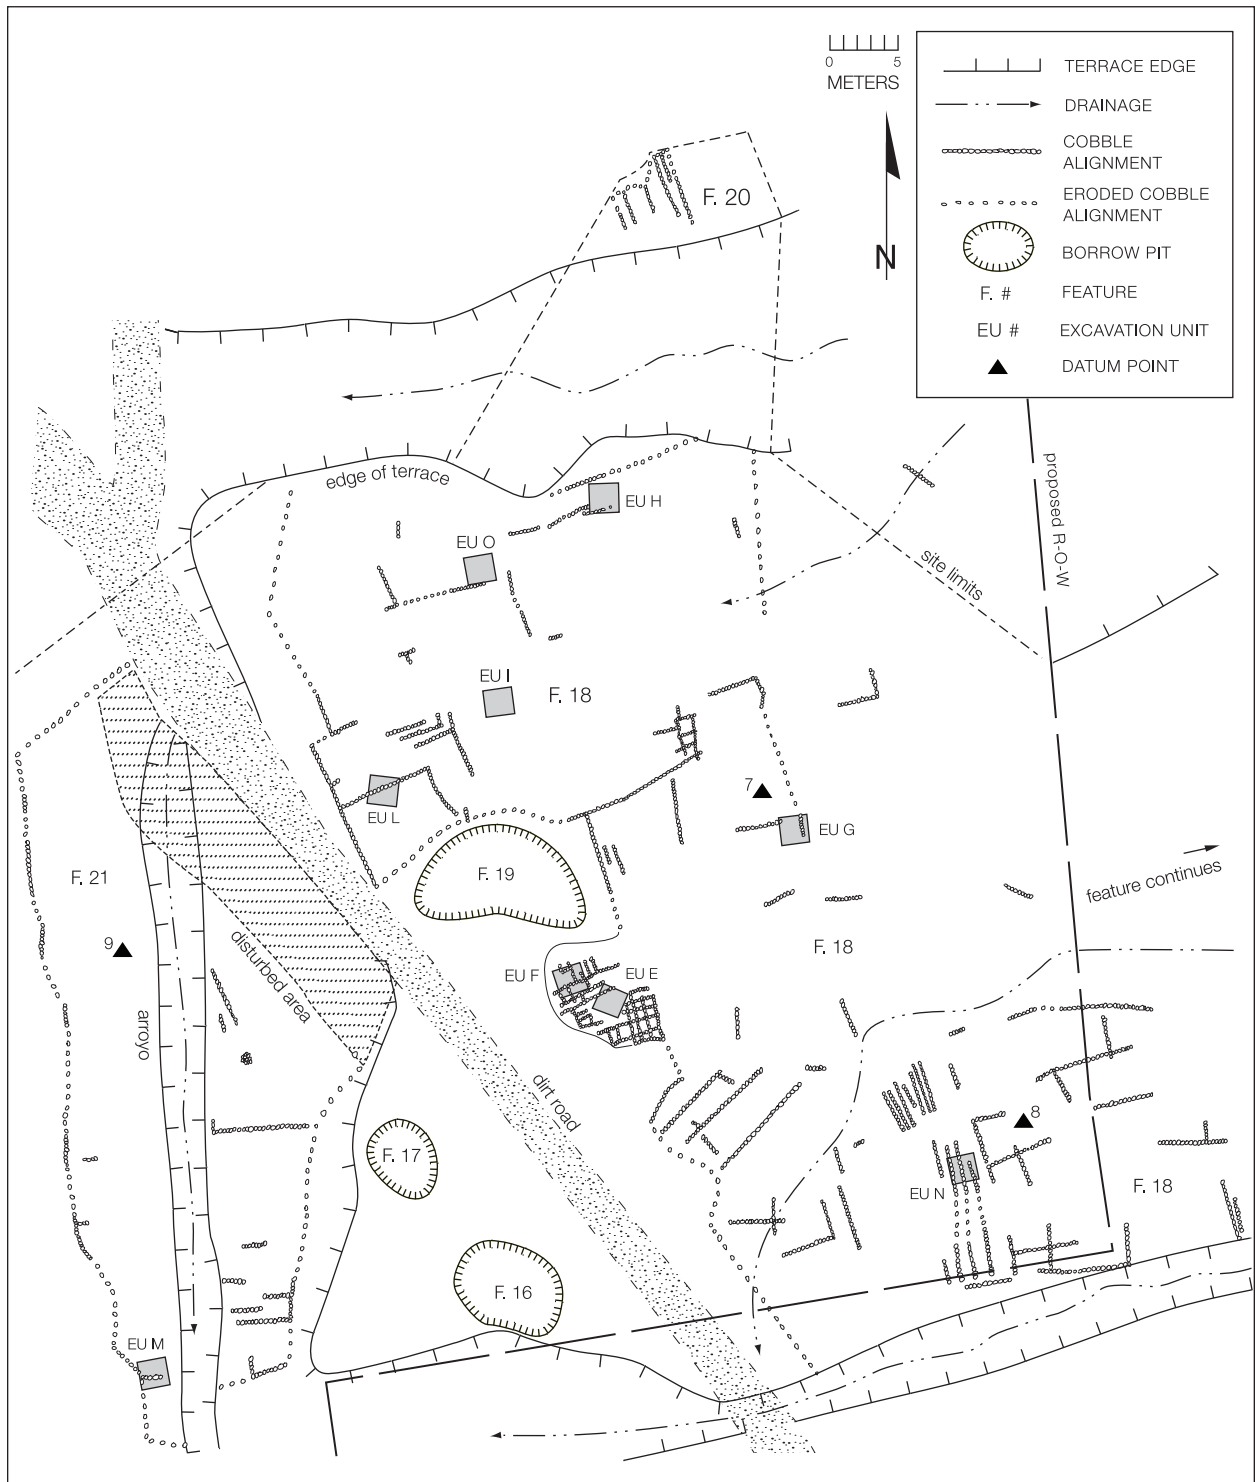 0 5
METERS
N
TERRACE EDGE
DRAINAGE
COBBLE
ALIGNMENT
ERODED COBBLE
ALIGNMENT
BORROW PIT
F. # FEATURE
EU # EXCAVATION UNIT
DATUM POINT
F. 20
edge of terrace
EU H
EU O
proposed R-O-W
site limits
EU I
F. 18
7
EU L
EU G
F. 19
F. 21
feature continues
9
disturbed area
F. 18
EU F
EU E
arroyo
dirt road
8
F. 17
EU N
F. 18
F. 16
EU M